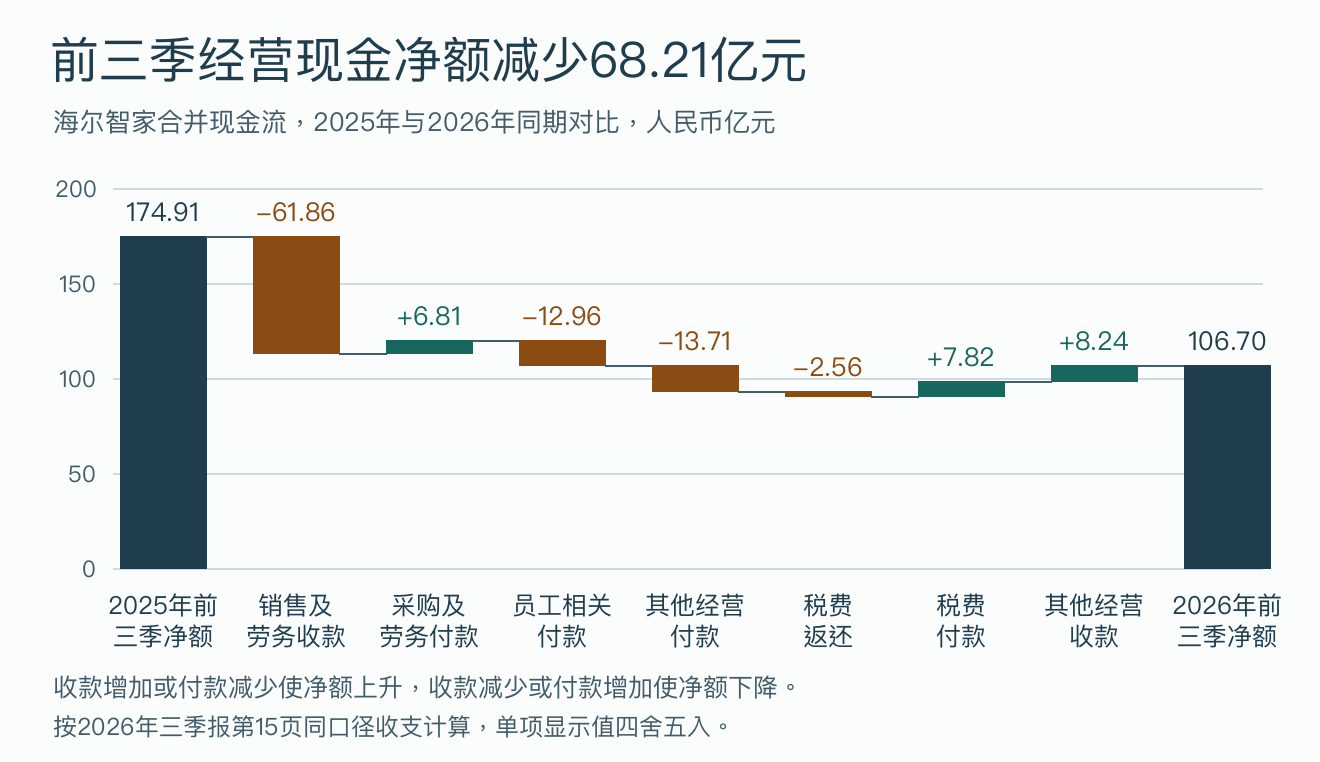 前三季经营现金净额减少68.21亿元
海尔智家合并现金流，2025年与2026年同期对比，人民币亿元
200
174.91
−61.86
150
+6.81
−12.96
−13.71
−2.56
+7.82
+8.24
106.70
100
50
0
2025年前
三季净额
销售及
劳务收款
采购及
劳务付款
员工相关
付款
其他经营
付款
税费
返还
税费
付款
其他经营
收款
2026年前
三季净额
收款增加或付款减少使净额上升，收款减少或付款增加使净额下降。
按2026年三季报第15页同口径收支计算，单项显示值四舍五入。